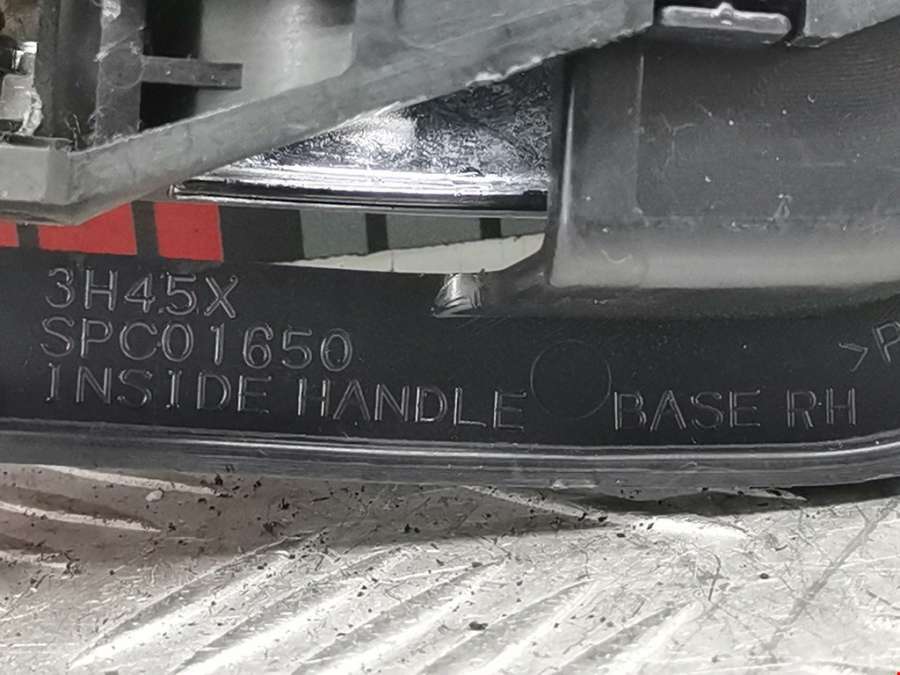 3H45X
SPC01650
INSIDE HANDLE BASE RH
>P